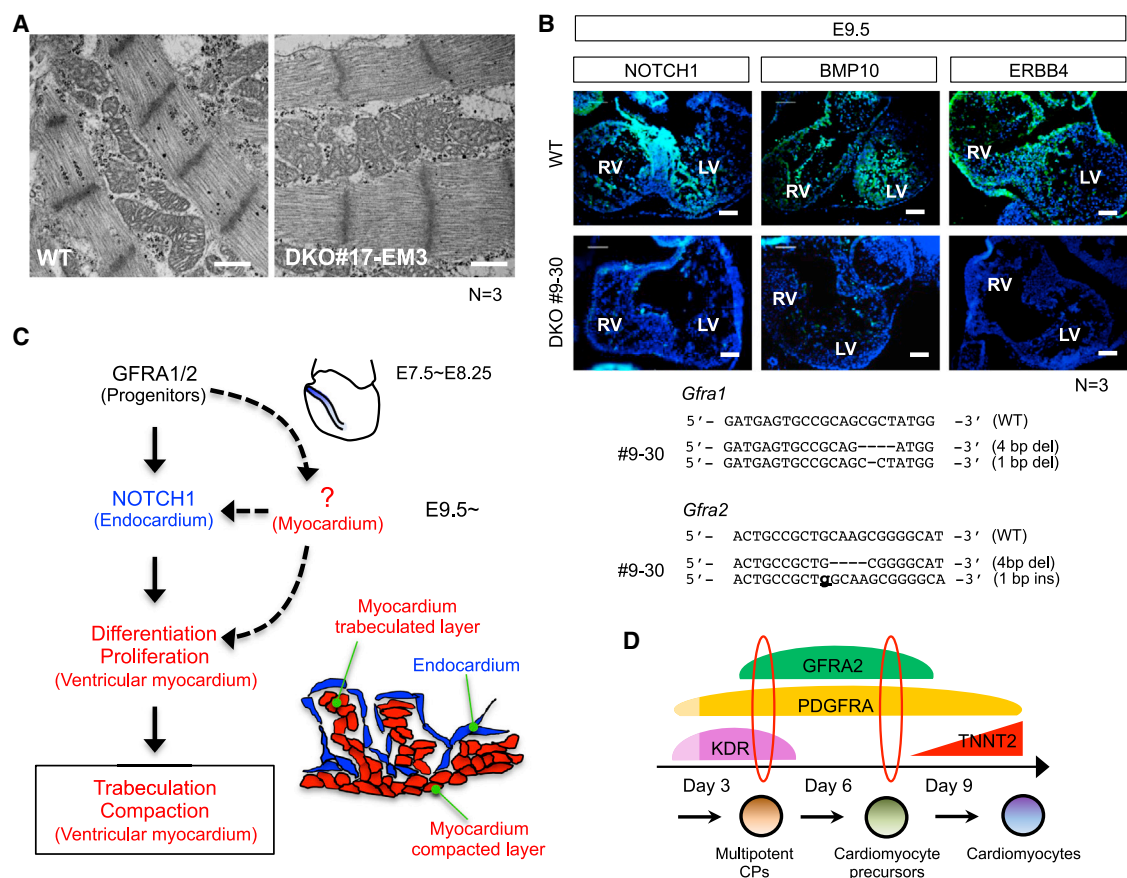 A
WT
DKO#17-EM3
N=3
B
E9.5
NOTCH1
BMP10
ERBB4
WT
RV
LV
RV
LV
RV
LV
DKO #9-30
RV
LV
RV
LV
RV
LV
N=3
Gfra1
5’– GATGAGTGCCGCAGCGCTATGG –3’ (WT)
#9-30
5’– GATGAGTGCCGCAG----ATGG –3’ (4 bp del)
5’– GATGAGTGCCGCAGC-CTATGG –3’ (1 bp del)
Gfra2
5’– ACTGCCGCTGCAAGCGGGGCAT –3’ (WT)
#9-30
5’– ACTGCCGCTG----CGGGGCAT –3’ (4bp del)
5’– ACTGCCGCTgGCAAGCGGGGCA –3’ (1 bp ins)
C
GFRA1/2
(Progenitors)
E7.5~E8.25
NOTCH1
(Endocardium)
?
(Myocardium)
E9.5~
Differentiation
Proliferation
(Ventricular myocardium)
Trabeculation
Compaction
(Ventricular myocardium)
Myocardium
trabeculated layer
Endocardium
Myocardium
compacted layer
D
GFRA2
PDGFRA
KDR
TNNT2
Day 3
Day 6
Day 9
Multipotent
CPs
Cardiomyocyte
precursors
Cardiomyocytes